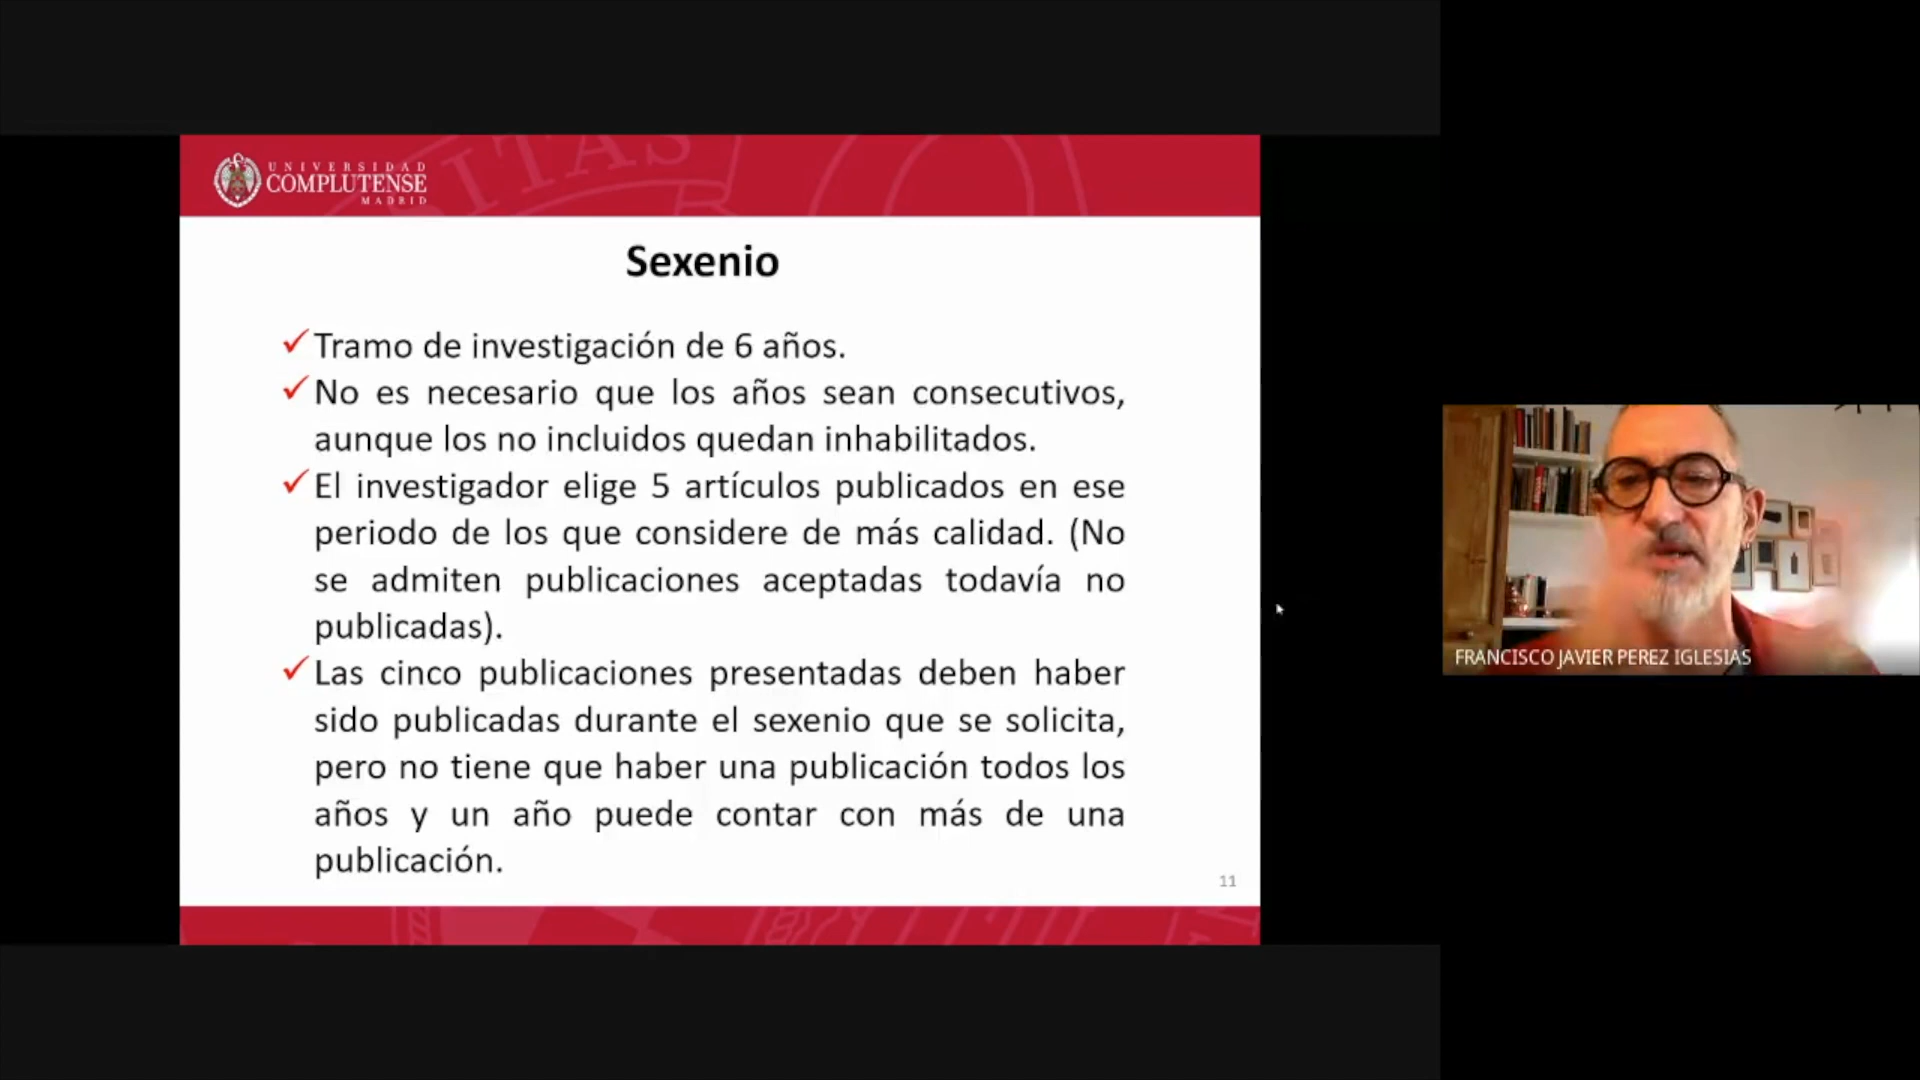 UNIVERSIDAD
COMPLUTENSE
MADRID
SITAS
Sexenio
✓Tramo de investigación de 6 años.
✓No es necesario que los años sean consecutivos,
aunque los no incluidos quedan inhabilitados.
✓El investigador elige 5 artículos publicados en ese
periodo de los que considere de más calidad. (No
se admiten publicaciones aceptadas todavía no
publicadas).
✓Las cinco publicaciones presentadas deben haber
sido publicadas durante el sexenio que se solicita,
pero no tiene que haber una publicación todos los
años y un año puede contar con más de una
publicación.
11
FRANCISCO JAVIER PEREZ IGLESIAS